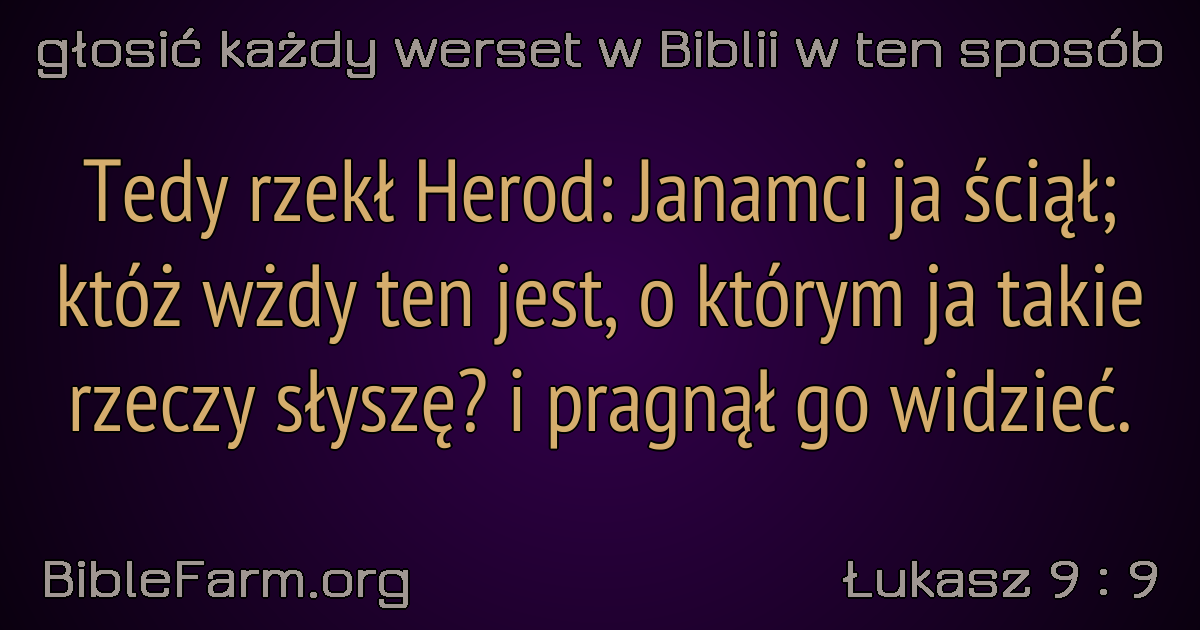 głosić każdy werset w Biblii w ten sposób
Tedy rzekł Herod: Janamci ja ściął;
któż wżdy ten jest, o którym ja takie
rzeczy słyszę? i pragnął go widzieć.
BibleFarm.org
Łukasz 9 : 9